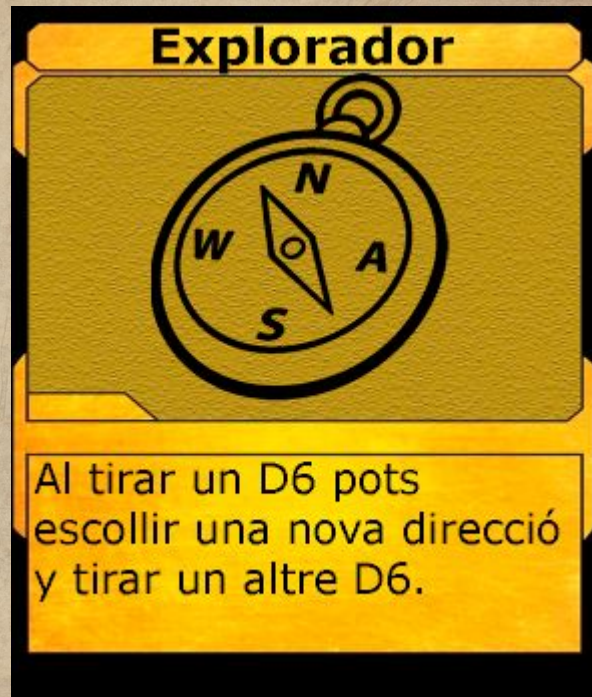 Explorador
N
W A
S
Al tirar un D6 pots
escollir una nova direcció
y tirar un altre D6.